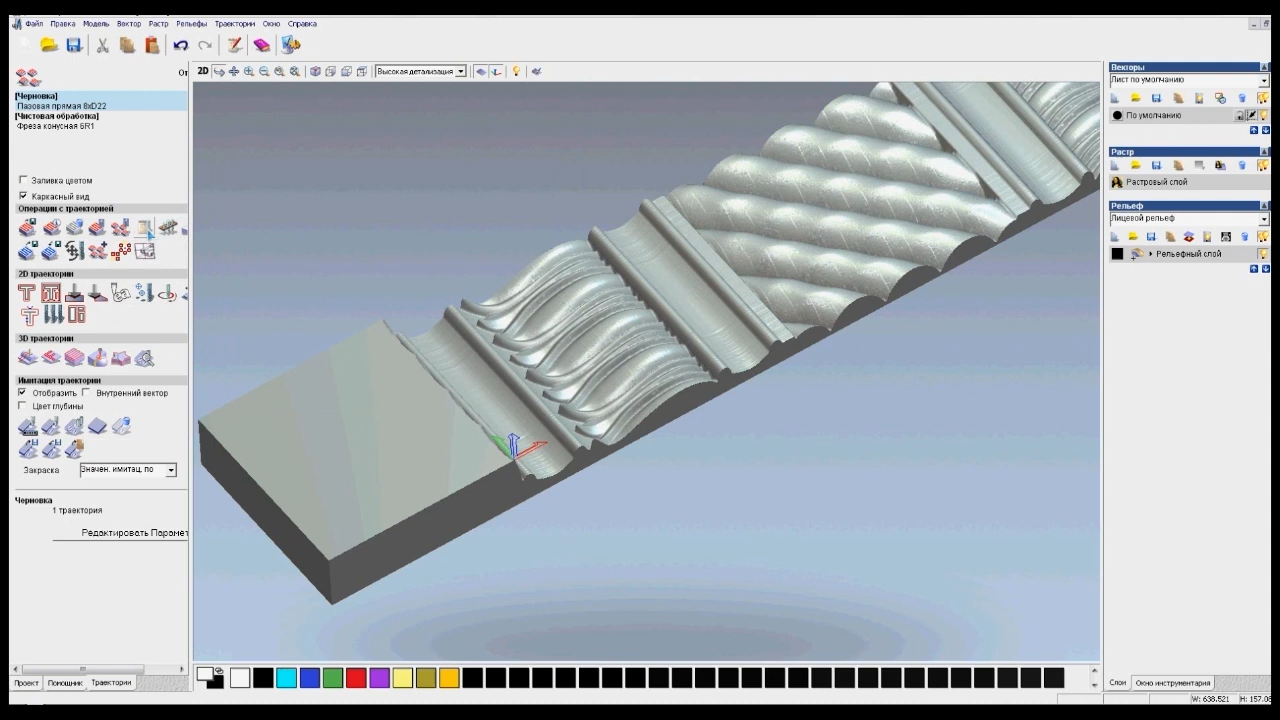 Файл Правка Модель Вектор Растр Рельефы Траектории Окно Справка
2D
Высокая детализация
От
[Черновка]
Пазовая прямая 8xD22
[Чистовая обработка]
Фреза конусная 6R1
Заливка цветом
Каркасный вид
Операции с траекторией
2D траектории
3D траектории
Имитация траектории
Отобразить Внутренний вектор
Цвет глубины
Закраска Значен. имитац. по
Черновка
1 траектория
Редактировать Парамет
Проект Помощник Траектории
Векторы
Лист по умолчанию
По умолчанию
Растр
Растровый слой
Рельеф
Лицевой рельеф
Рельефный слой
Слои Окно инструментария
W: 638.521 H: 157.06